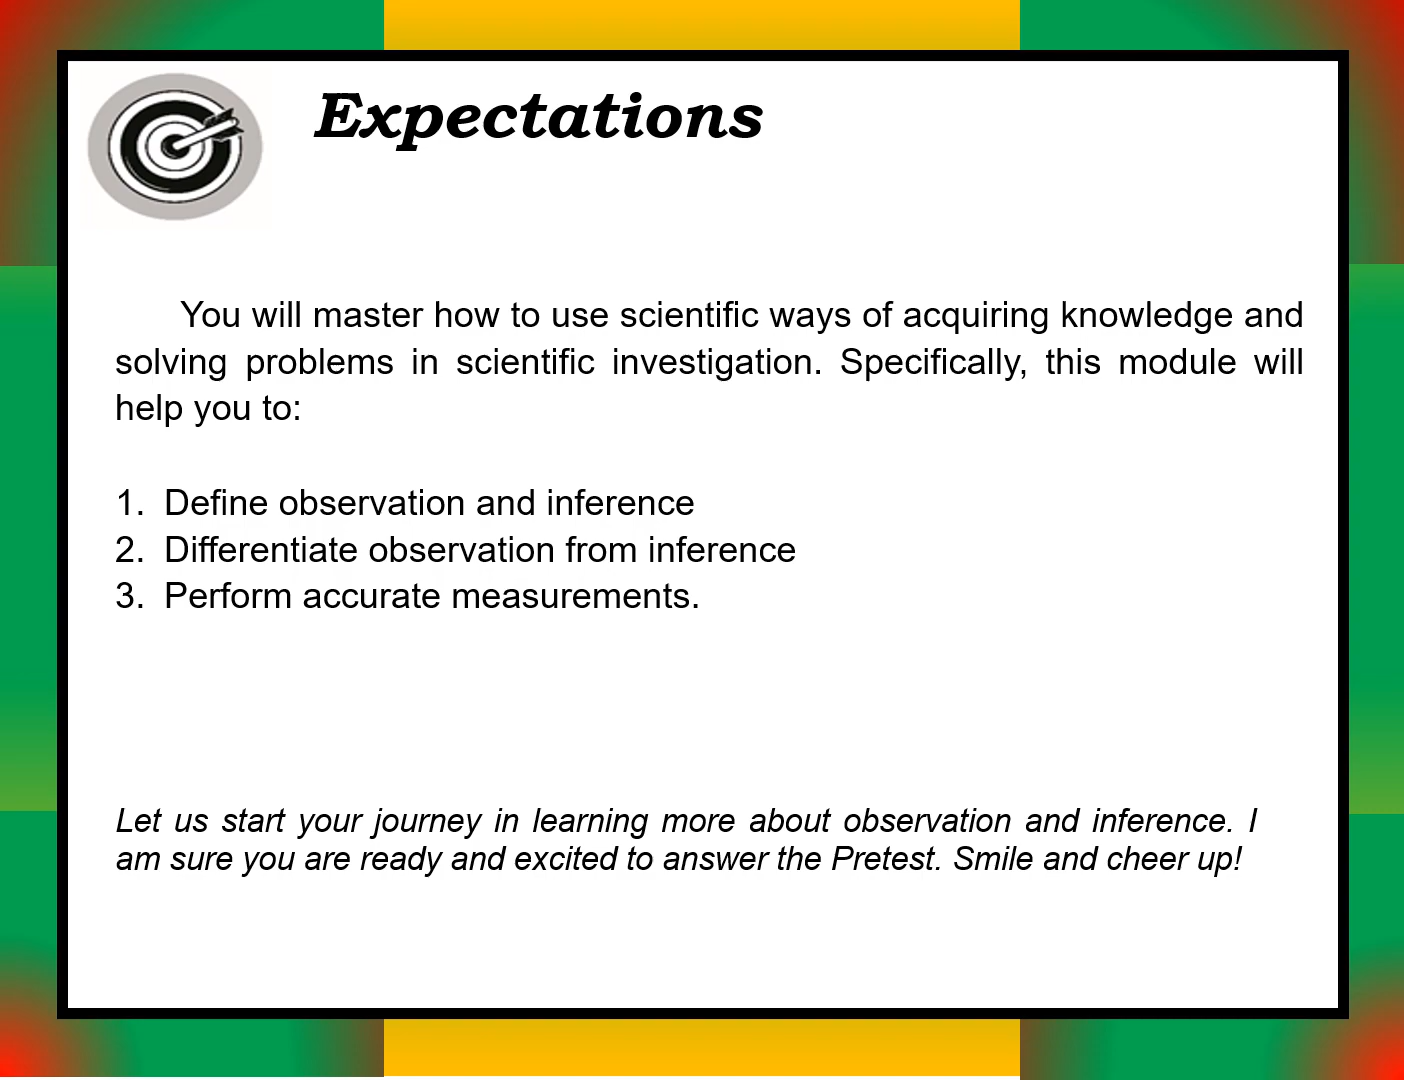 Expectations
You will master how to use scientific ways of acquiring knowledge and
solving problems in scientific investigation. Specifically, this module will
help you to:
1. Define observation and inference
2. Differentiate observation from inference
3. Perform accurate measurements.
Let us start your journey in learning more about observation and inference. I
am sure you are ready and excited to answer the Pretest. Smile and cheer up!